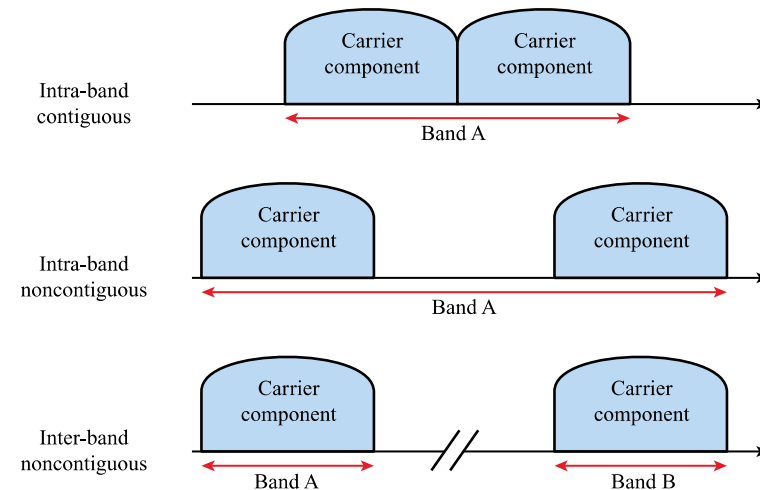 Carrier
component
Carrier
component
Intra-band
contiguous
Band A
Carrier
component
Carrier
component
Intra-band
noncontiguous
Band A
Carrier
component
Carrier
component
Inter-band
noncontiguous
Band A
Band B